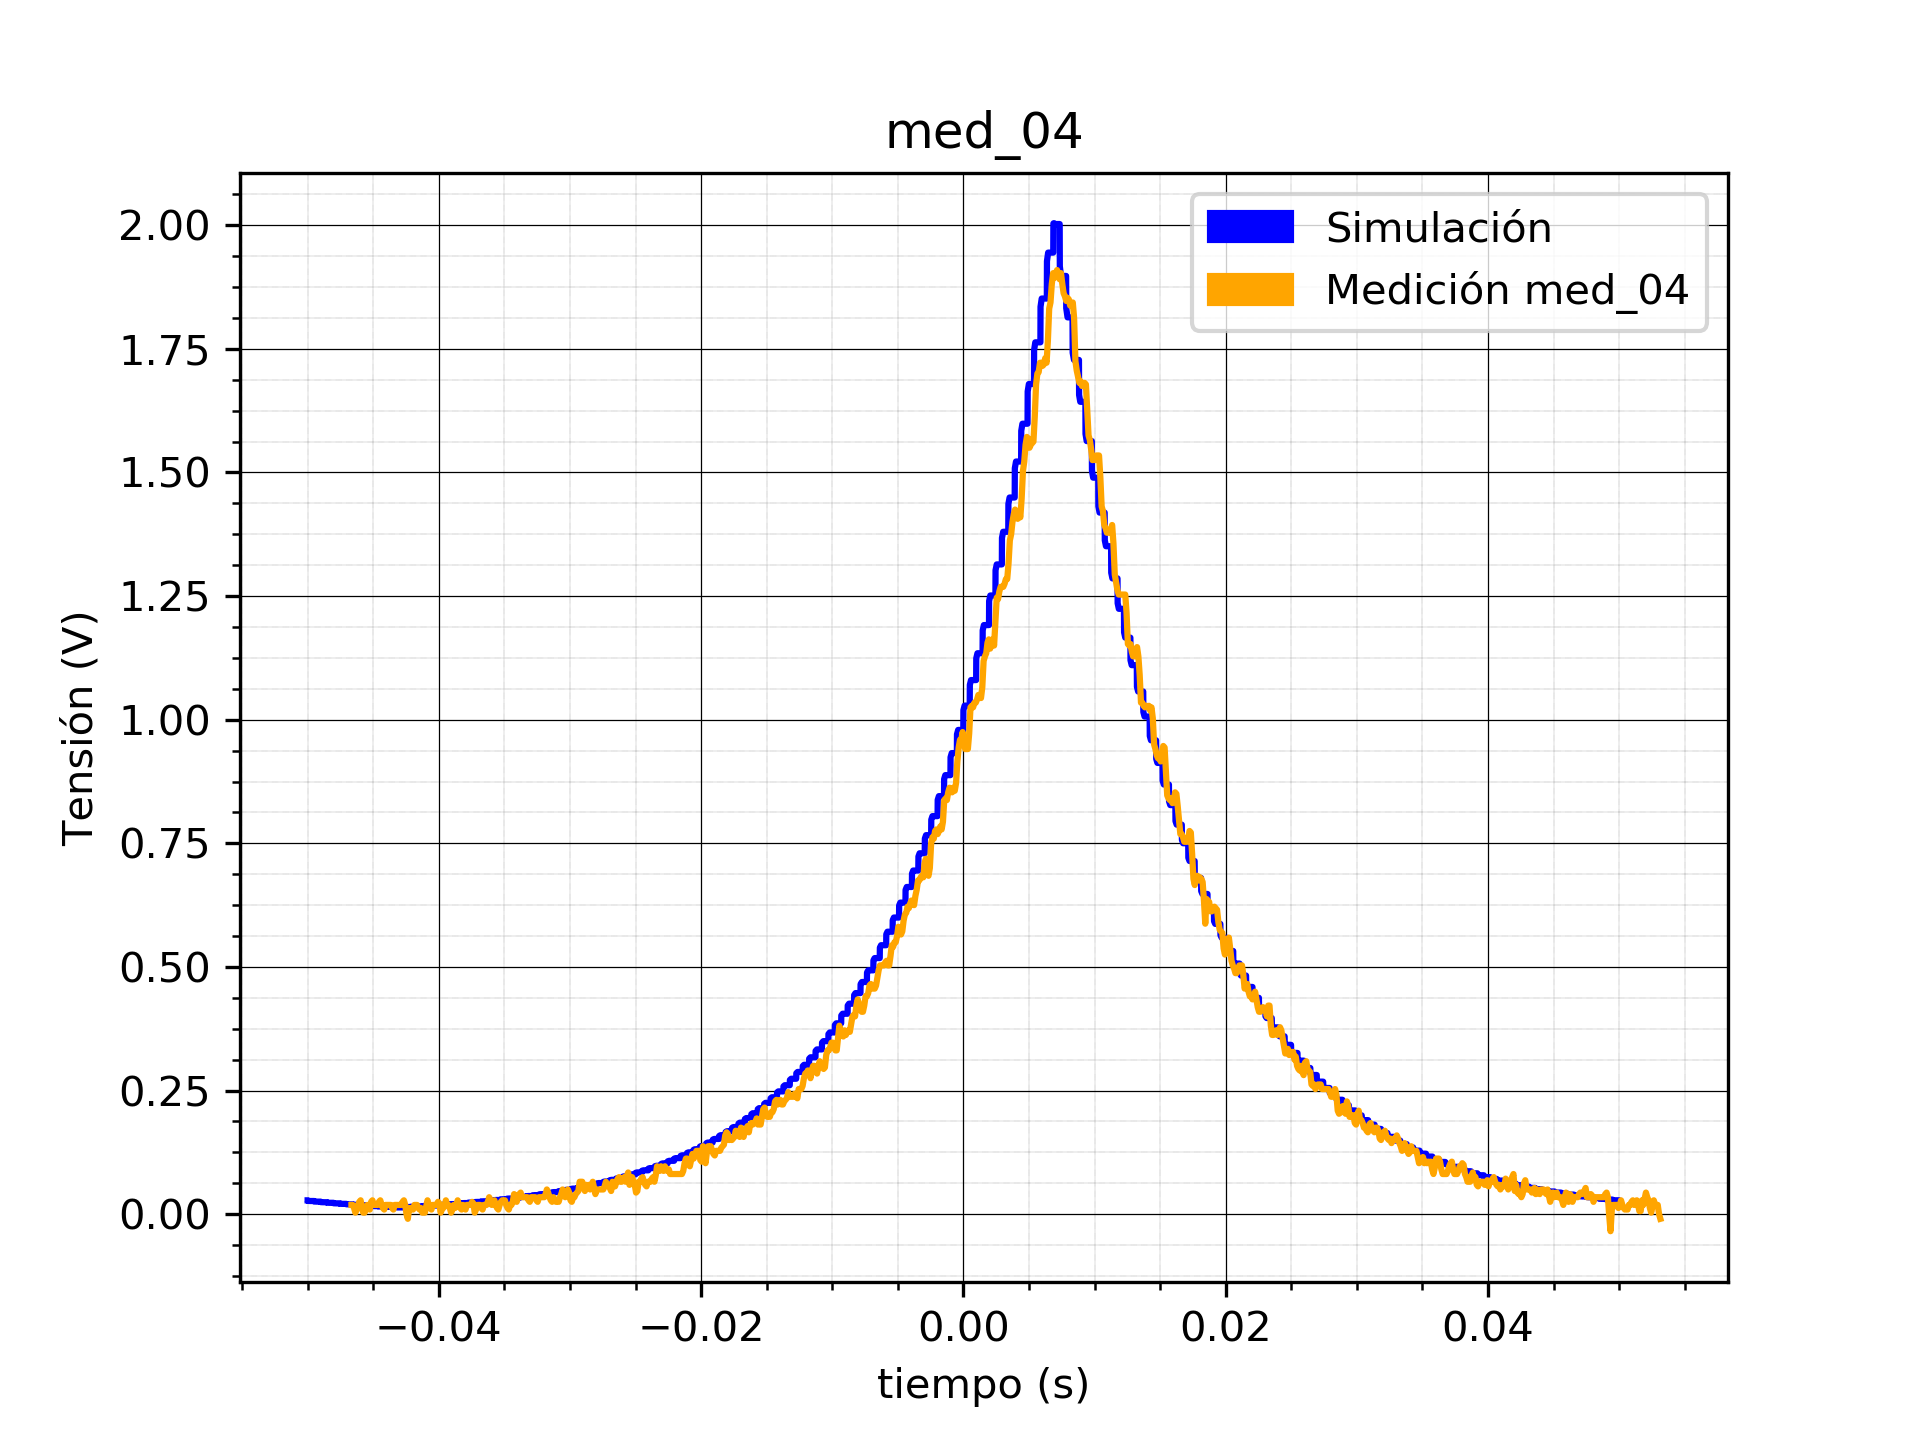 med_04
Simulación
Medición med_04
2.00
1.75
1.50
1.25
1.00
0.75
0.50
0.25
0.00
Tensión (V)
−0.04 −0.02 0.00 0.02 0.04
tiempo (s)